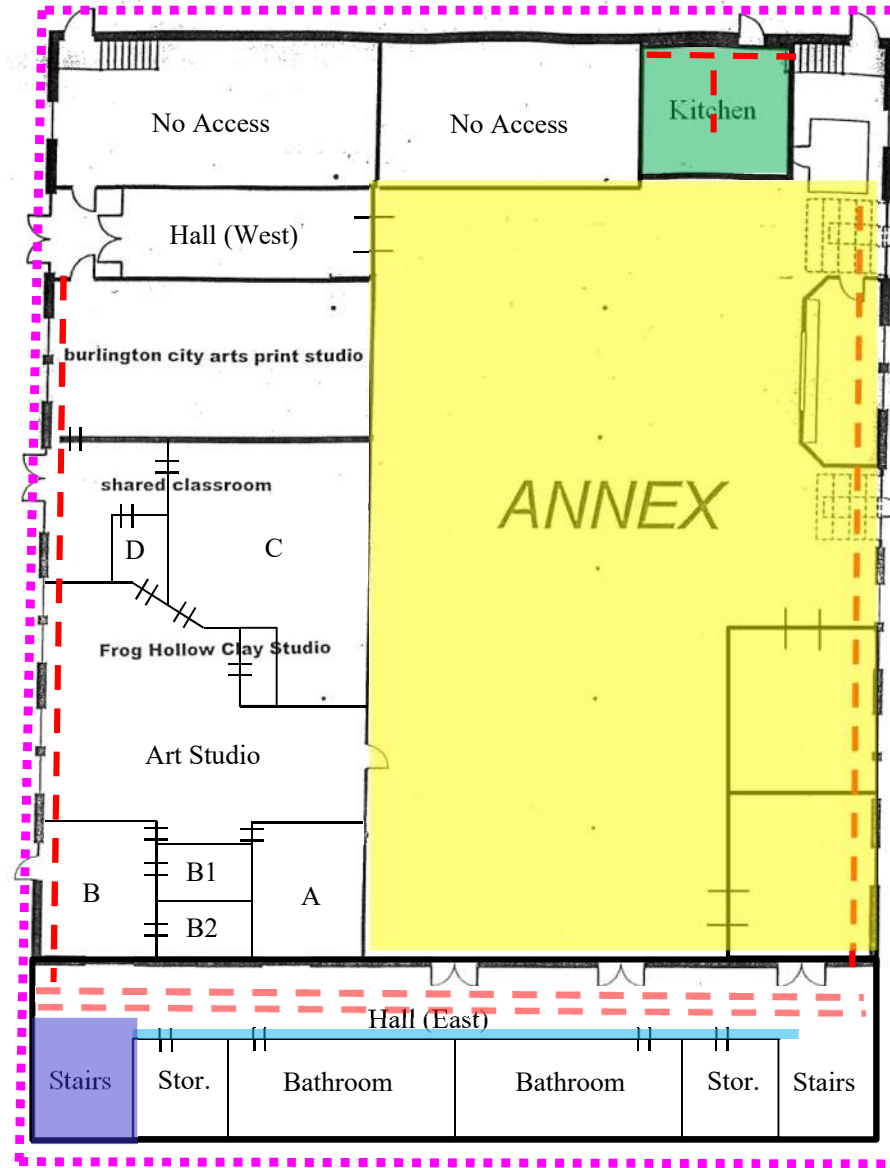 Kitchen
No Access
No Access
Hall (West)
burlington city arts print studio
shared classroom
ANNEX
D
C
Frog Hollow Clay Studio
Art Studio
B1
B
A
B2
Hall (East)
Stairs
Stor.
Bathroom
Bathroom
Stor.
Stairs